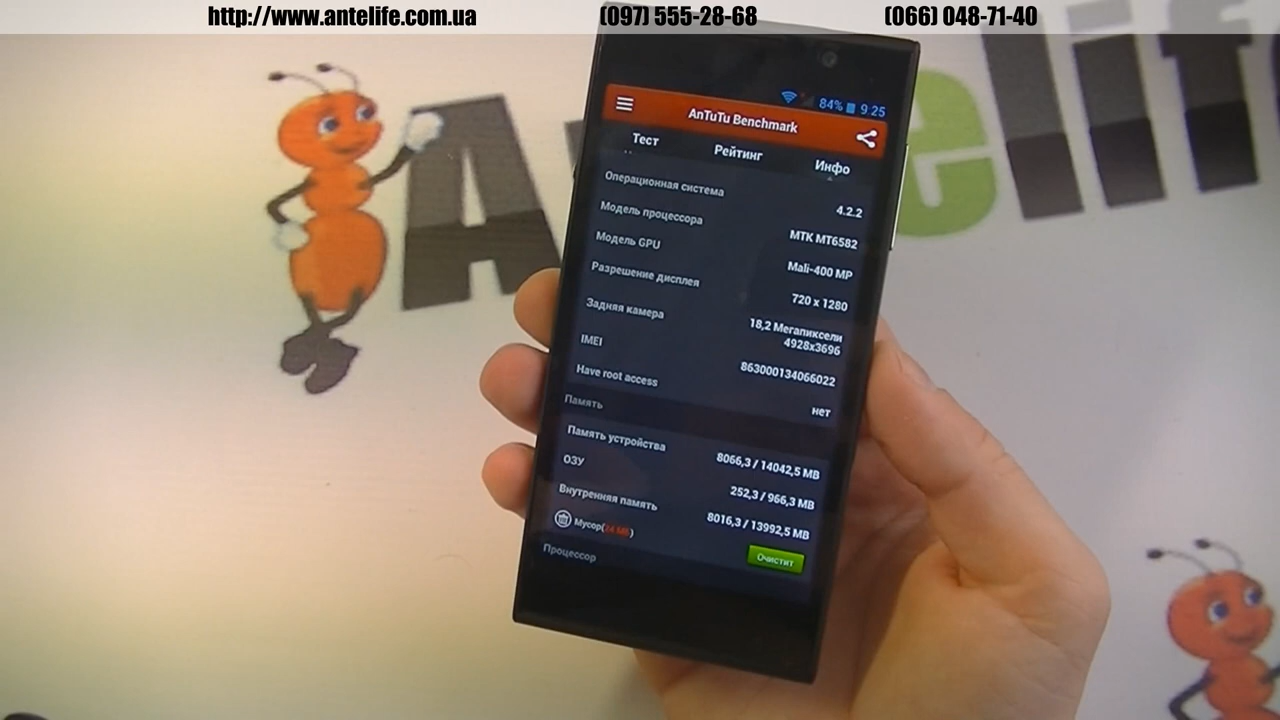 http://www.antelife.com.ua (097) 555-28-68 (066) 048-71-40
Antelife
84% 9:25
AnTuTu Benchmark
Тест Рейтинг Инфо
Операционная система 4.2.2
Модель процессора MTK MT6582
Модель GPU Mali-400 MP
Разрешение дисплея 720 x 1280
Задняя камера 18,2 Мегапиксели
4928x3696
IMEI 863000134066022
Have root access нет
Память
Память устройства 8066,3 / 14042,5 MB
ОЗУ 252,3 / 966,3 MB
Внутренняя память 8016,3 / 13992,5 MB
Очистит
Процессор